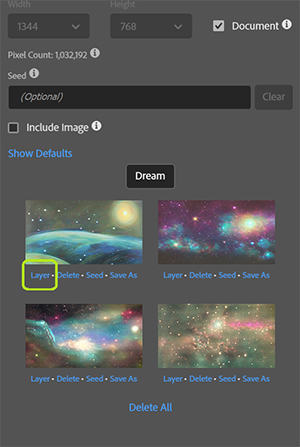 Width Height
1344 768 Document
Pixel Count: 1,032,192
Seed
(Optional) Clear
Include Image
Show Defaults
Dream
Layer • Delete • Seed • Save As Layer • Delete • Seed • Save As
Layer • Delete • Seed • Save As Layer • Delete • Seed • Save As
Delete All